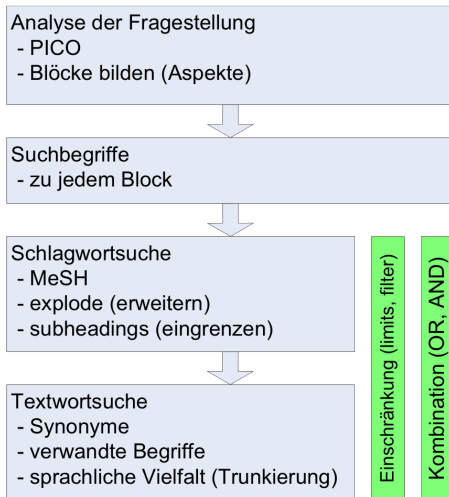 Analyse der Fragestellung
- PICO
- Blöcke bilden (Aspekte)
Suchbegriffe
- zu jedem Block
Schlagwortsuche
- MeSH
- explode (erweitern)
- subheadings (eingrenzen)
Textwortsuche
- Synonyme
- verwandte Begriffe
- sprachliche Vielfalt (Trunkierung)
Einschränkung (limits, filter)
Kombination (OR, AND)